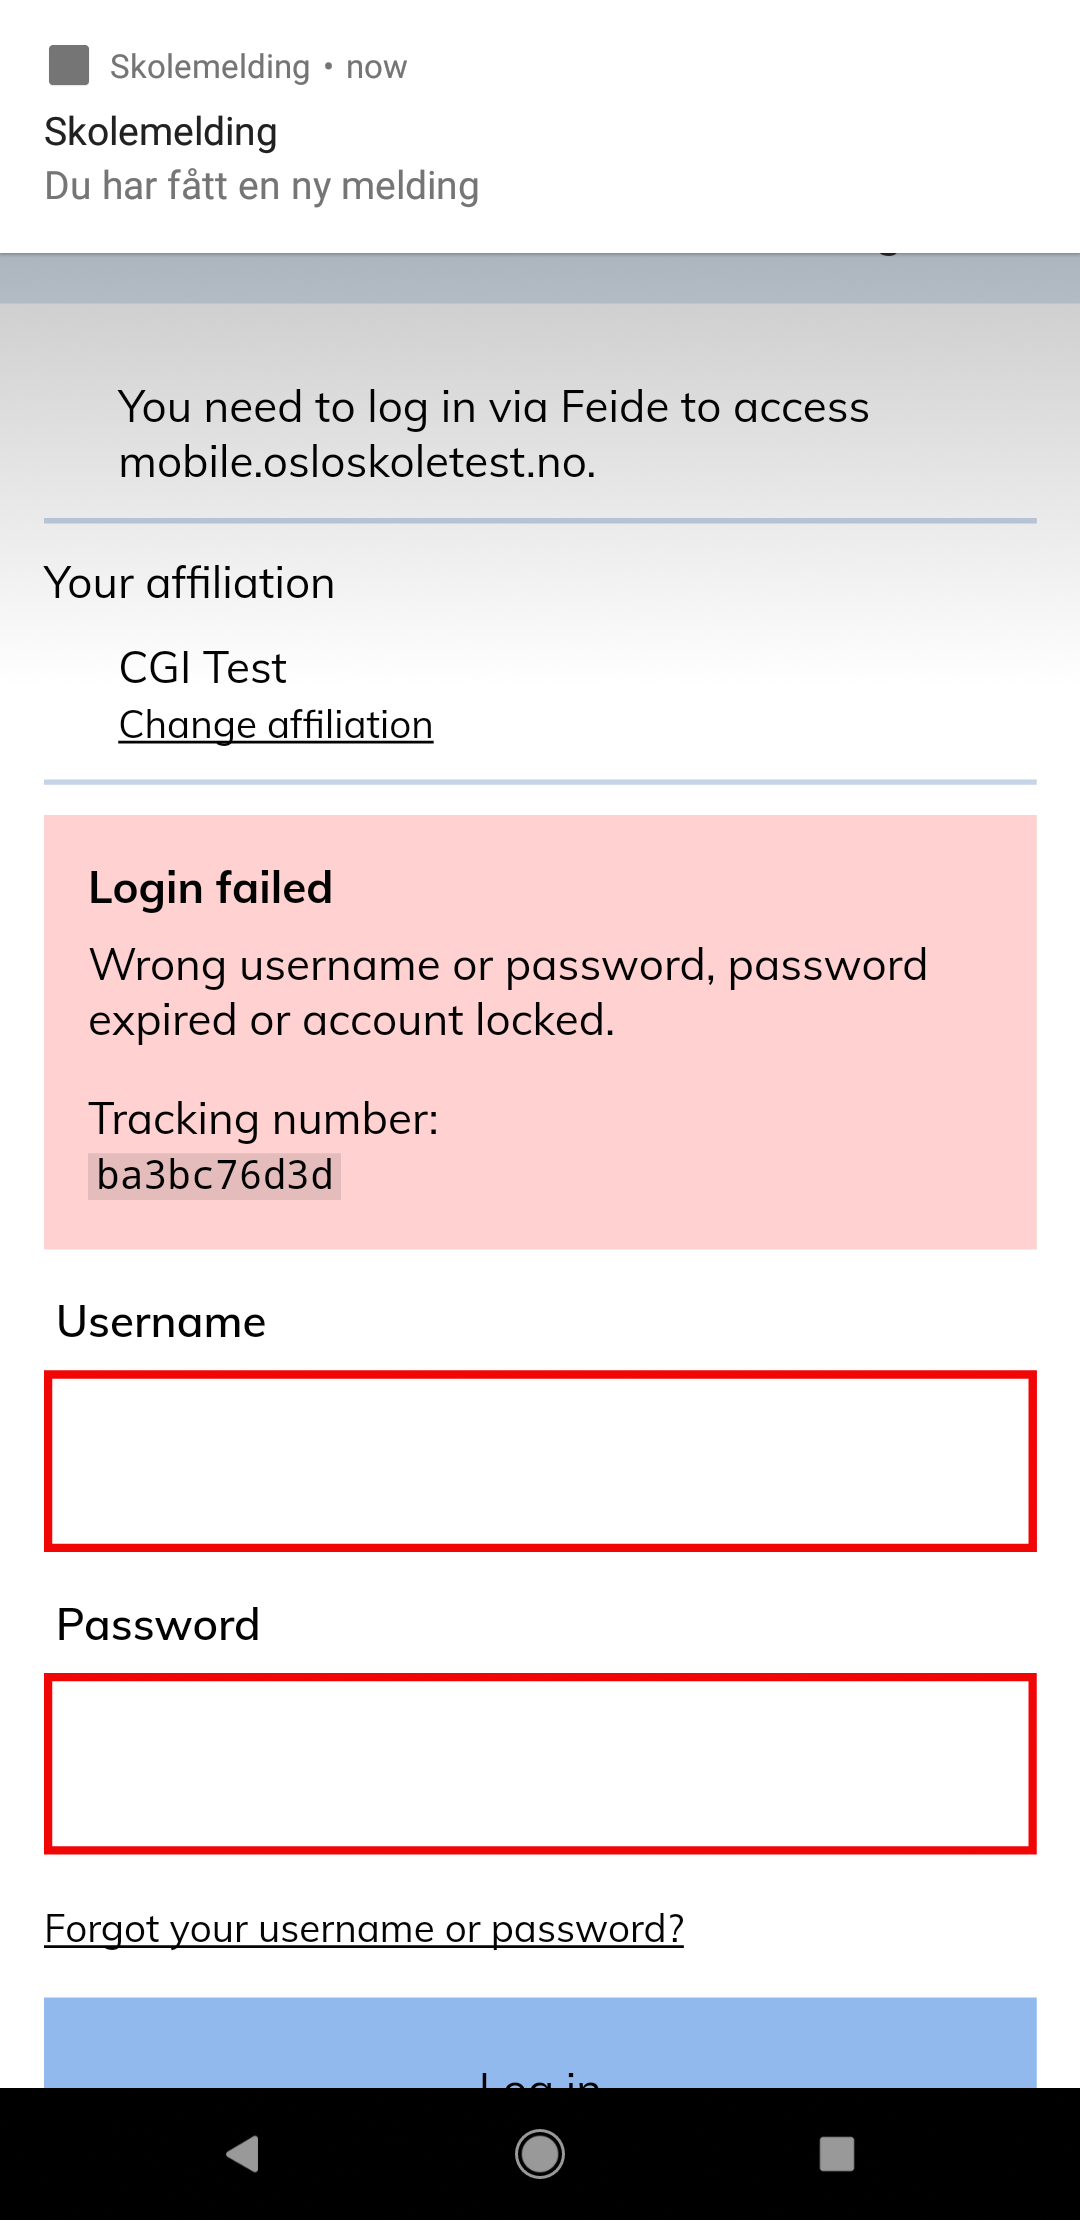 Skolemelding • now
Skolemelding
Du har fått en ny melding
You need to log in via Feide to access
mobile.osloskoletest.no.
Your affiliation
CGI Test
Change affiliation
Login failed
Wrong username or password, password
expired or account locked.
Tracking number:
ba3bc76d3d
Username
Password
Forgot your username or password?
Log in